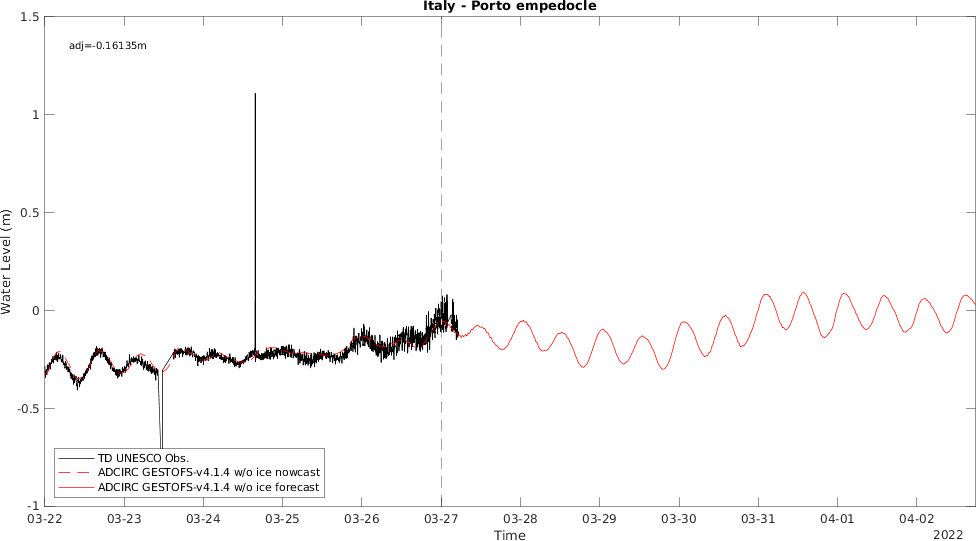 Italy - Porto empedocle
adj=-0.16135m
1.5
1
0.5
0
-0.5
-1
Water Level (m)
TD UNESCO Obs.
ADCIRC GESTOFS-v4.1.4 w/o ice nowcast
ADCIRC GESTOFS-v4.1.4 w/o ice forecast
03-22 03-23 03-24 03-25 03-26 03-27 03-28 03-29 03-30 03-31 04-01 04-02
Time
2022